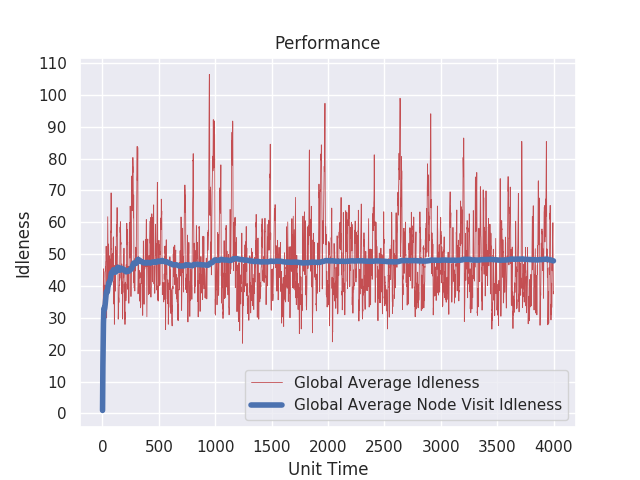 Performance
110
100
90
80
70
60
50
40
30
20
10
0
Idleness
0 500 1000 1500 2000 2500 3000 3500 4000
Unit Time
Global Average Idleness
Global Average Node Visit Idleness